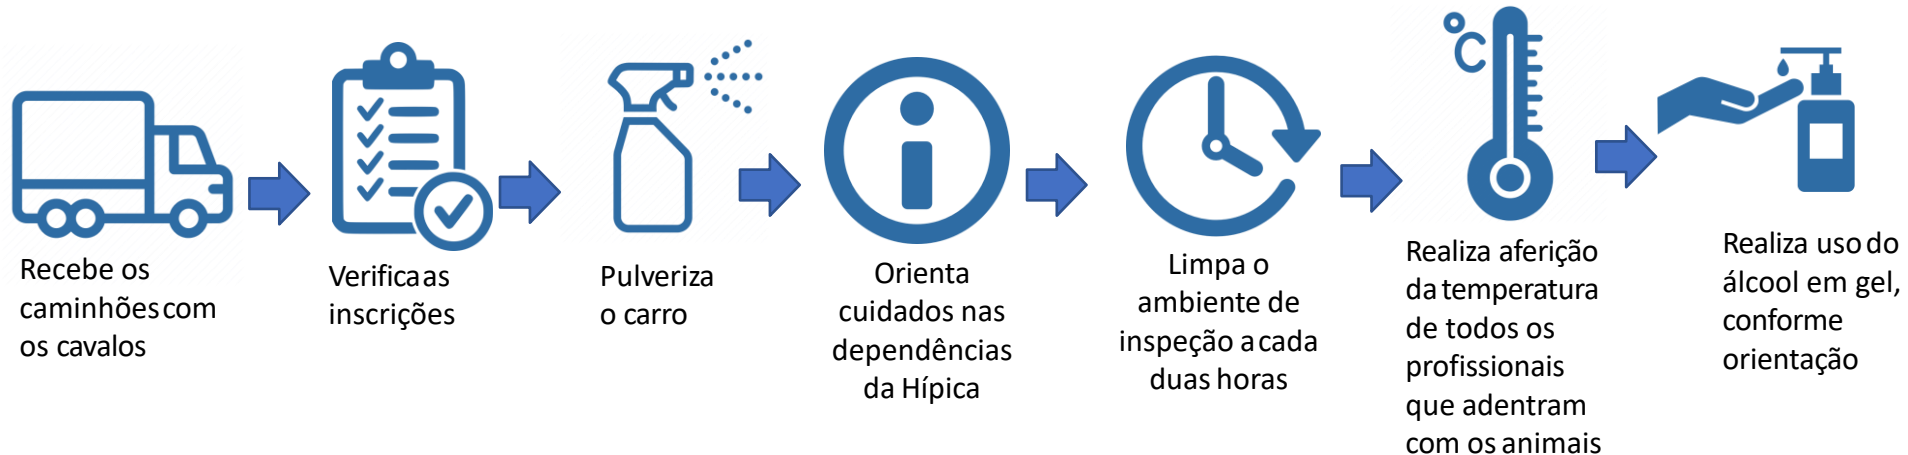 Recebe os
caminhões com
os cavalos
Verifica as
inscrições
Pulveriza
o carro
Orienta
cuidados nas
dependências
da Hípica
Limpa o
ambiente de
inspeção a cada
duas horas
°C
Realiza aferição
da temperatura
de todos os
profissionais
que adentram
com os animais
Realiza uso do
álcool em gel,
conforme
orientação